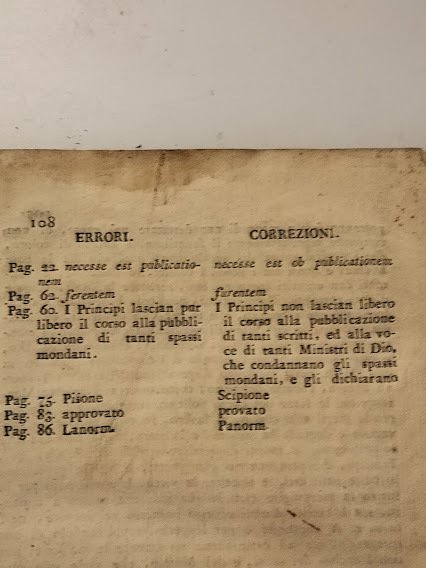 108
ERRORI. CORREZIONI.
Pag. 22. necesse est publicatio- necesse est ob publicationem
nem
Pag. 62. ferentem furentem
Pag. 60. I Principi lascian pur I Principi non lascian libero
libero il corso alla pubbli- il corso alla pubblicazione
cazione di tanti spassi di tanti scritti, ed alla vo-
mondani. ce di tanti Ministri di Dio,
che condannano gli spassi
mondani, e gli dichiarano
Pag. 75. Pisone Scipione
Pag. 83. approvato provato
Pag. 86. Lanorm. Panorm.